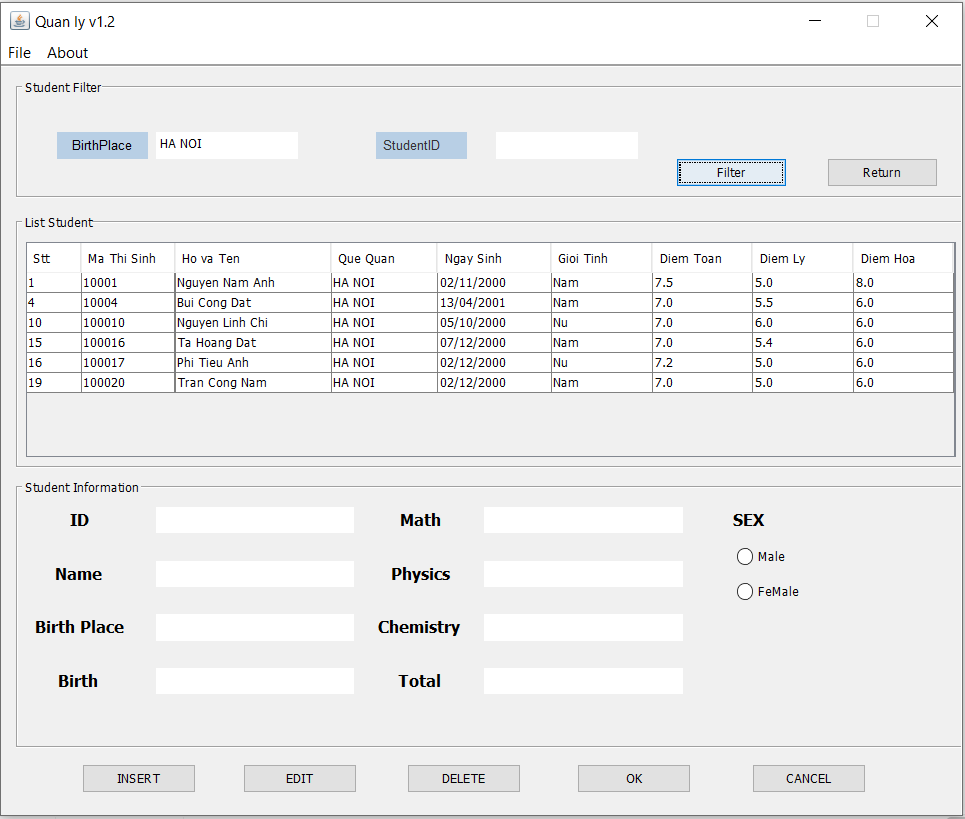 Quan ly v1.2
File About
Student Filter
BirthPlace HA NOI StudentID
Filter Return
List Student
Stt Ma Thi Sinh Ho va Ten Que Quan Ngay Sinh Gioi Tinh Diem Toan Diem Ly Diem Hoa
1 10001 Nguyen Nam Anh HA NOI 02/11/2000 Nam 7.5 5.0 8.0
4 10004 Bui Cong Dat HA NOI 13/04/2001 Nam 7.0 5.5 6.0
10 100010 Nguyen Linh Chi HA NOI 05/10/2000 Nu 7.0 6.0 6.0
15 100016 Ta Hoang Dat HA NOI 07/12/2000 Nam 7.0 5.4 6.0
16 100017 Phi Tieu Anh HA NOI 02/12/2000 Nu 7.2 5.0 6.0
19 100020 Tran Cong Nam HA NOI 02/12/2000 Nam 7.0 5.0 6.0
Student Information
ID Math SEX
Male
Name Physics
FeMale
Birth Place Chemistry
Birth Total
INSERT EDIT DELETE OK CANCEL